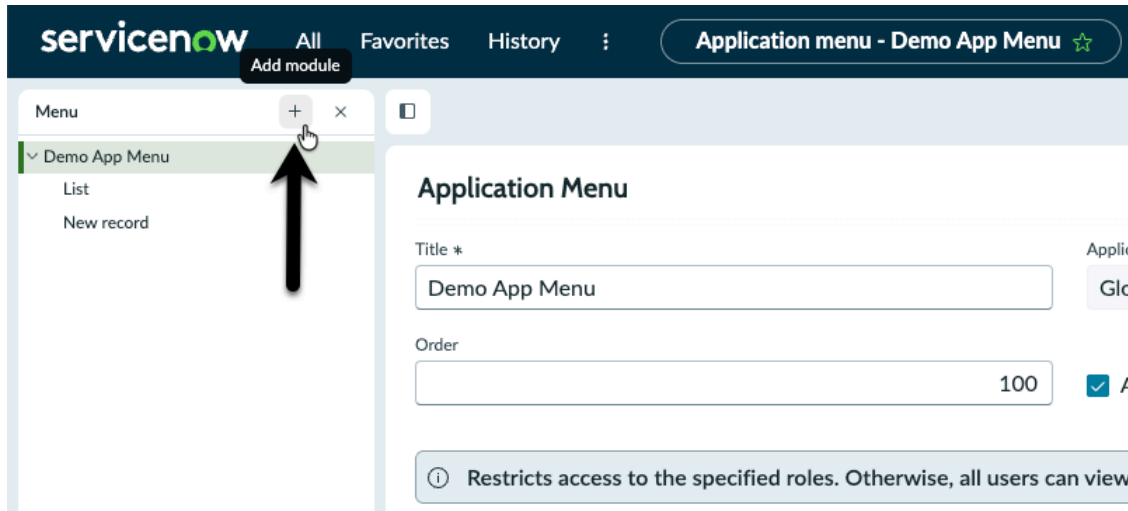 servicenow All Favorites History Application menu - Demo App Menu
Add module
Menu
Demo App Menu
List
New record
Application Menu
Title *
Demo App Menu
Order
100
Restricts access to the specified roles. Otherwise, all users can view